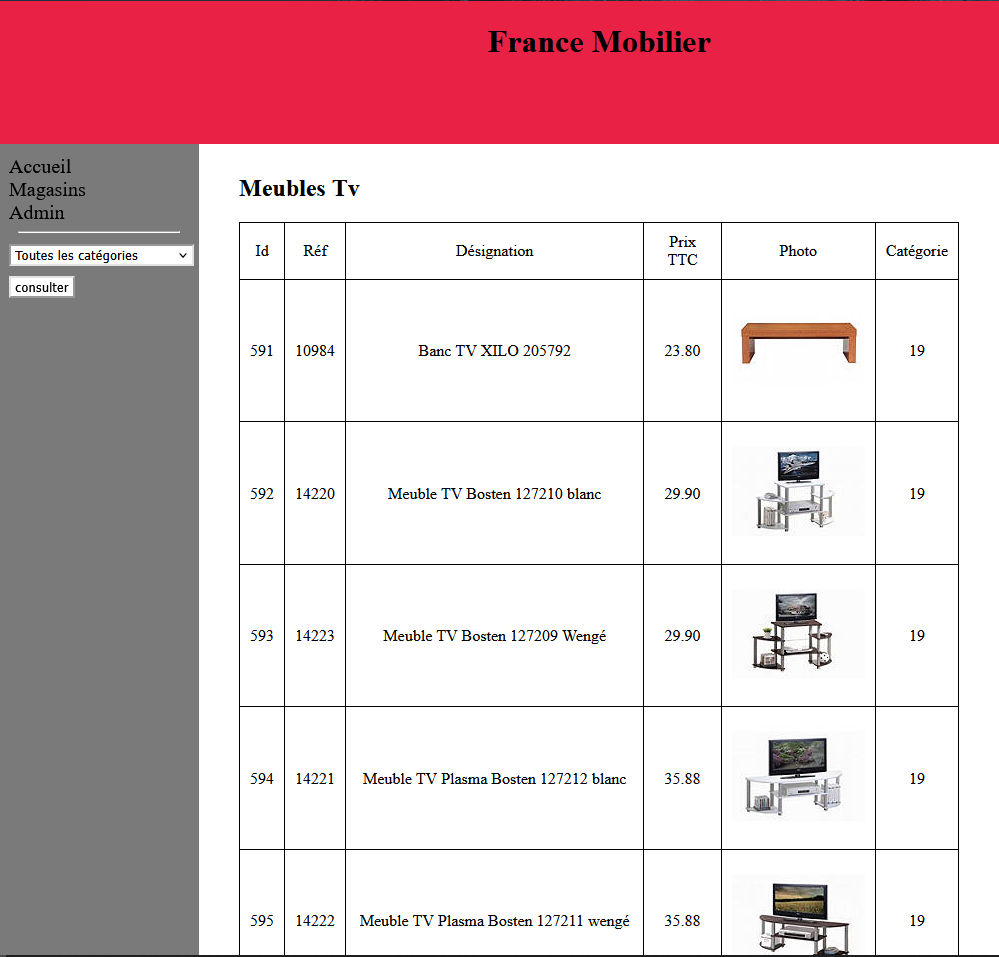 France Mobilier
Accueil
Magasins
Admin
Toutes les catégories
consulter
Meubles Tv
Id Réf Désignation Prix TTC Photo Catégorie
591 10984 Banc TV XILO 205792 23.80 19
592 14220 Meuble TV Bosten 127210 blanc 29.90 19
593 14223 Meuble TV Bosten 127209 Wengé 29.90 19
594 14221 Meuble TV Plasma Bosten 127212 blanc 35.88 19
595 14222 Meuble TV Plasma Bosten 127211 wengé 35.88 19